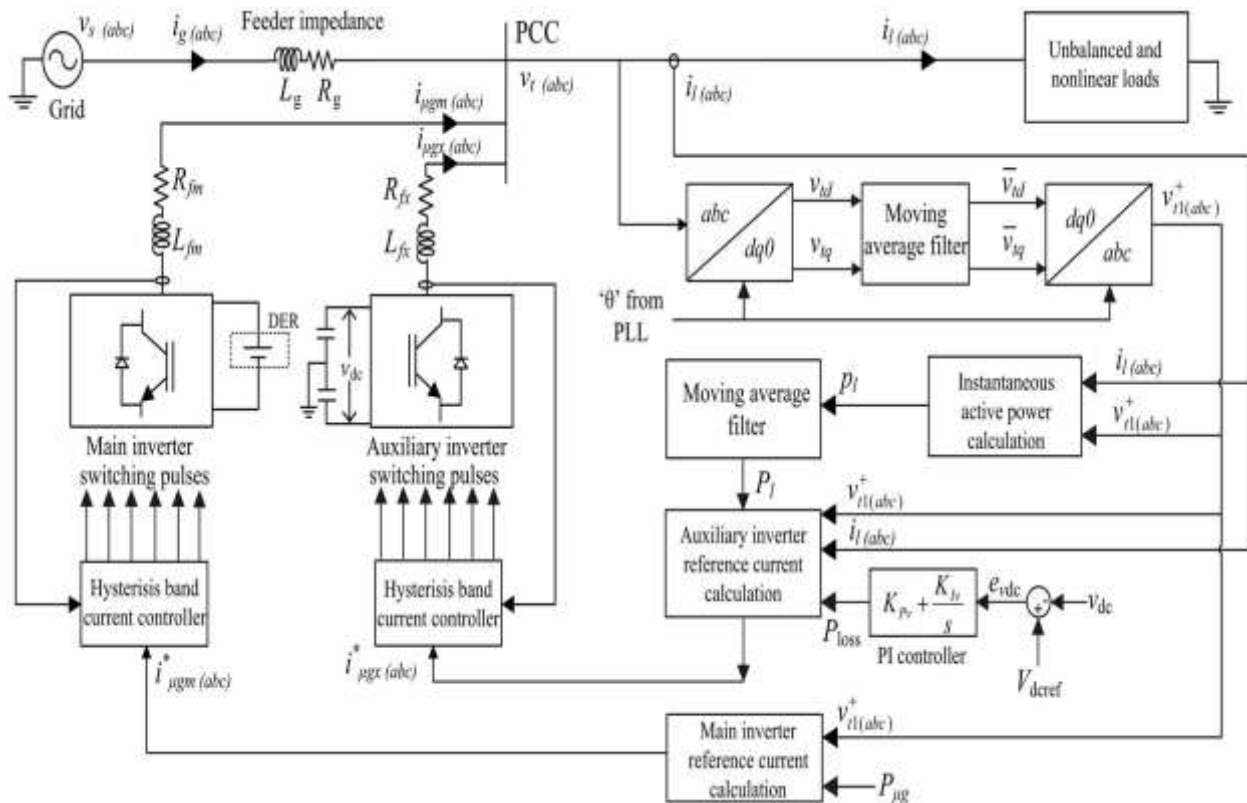 v_s (abc)
i_g (abc)
Feeder impedance
PCC
i_l (abc)
Unbalanced and
nonlinear loads
Grid
L_g
R_g
v_t (abc)
i_l (abc)
i_μgm (abc)
i_μgx (abc)
R_fm
R_fx
L_fm
L_fx
abc
dq0
v_td
v_tq
Moving
average filter
v̅_td
v̅_tq
dq0
abc
v^+_t1(abc)
‘θ’ from
PLL
DER
v_dc
Main inverter
switching pulses
Auxiliary inverter
switching pulses
Moving average
filter
p_l
Instantaneous
active power
calculation
i_l (abc)
v^+_t1(abc)
P_l
Auxiliary inverter
reference current
calculation
v^+_t1(abc)
i_l (abc)
Hysterisis band
current controller
Hysterisis band
current controller
P_loss
K_Pv + K_Iv / s
PI controller
e_vdc
+
-
v_dc
V_dcref
i^*_μgm (abc)
i^*_μgx (abc)
Main inverter
reference current
calculation
v^+_t1(abc)
P_μg